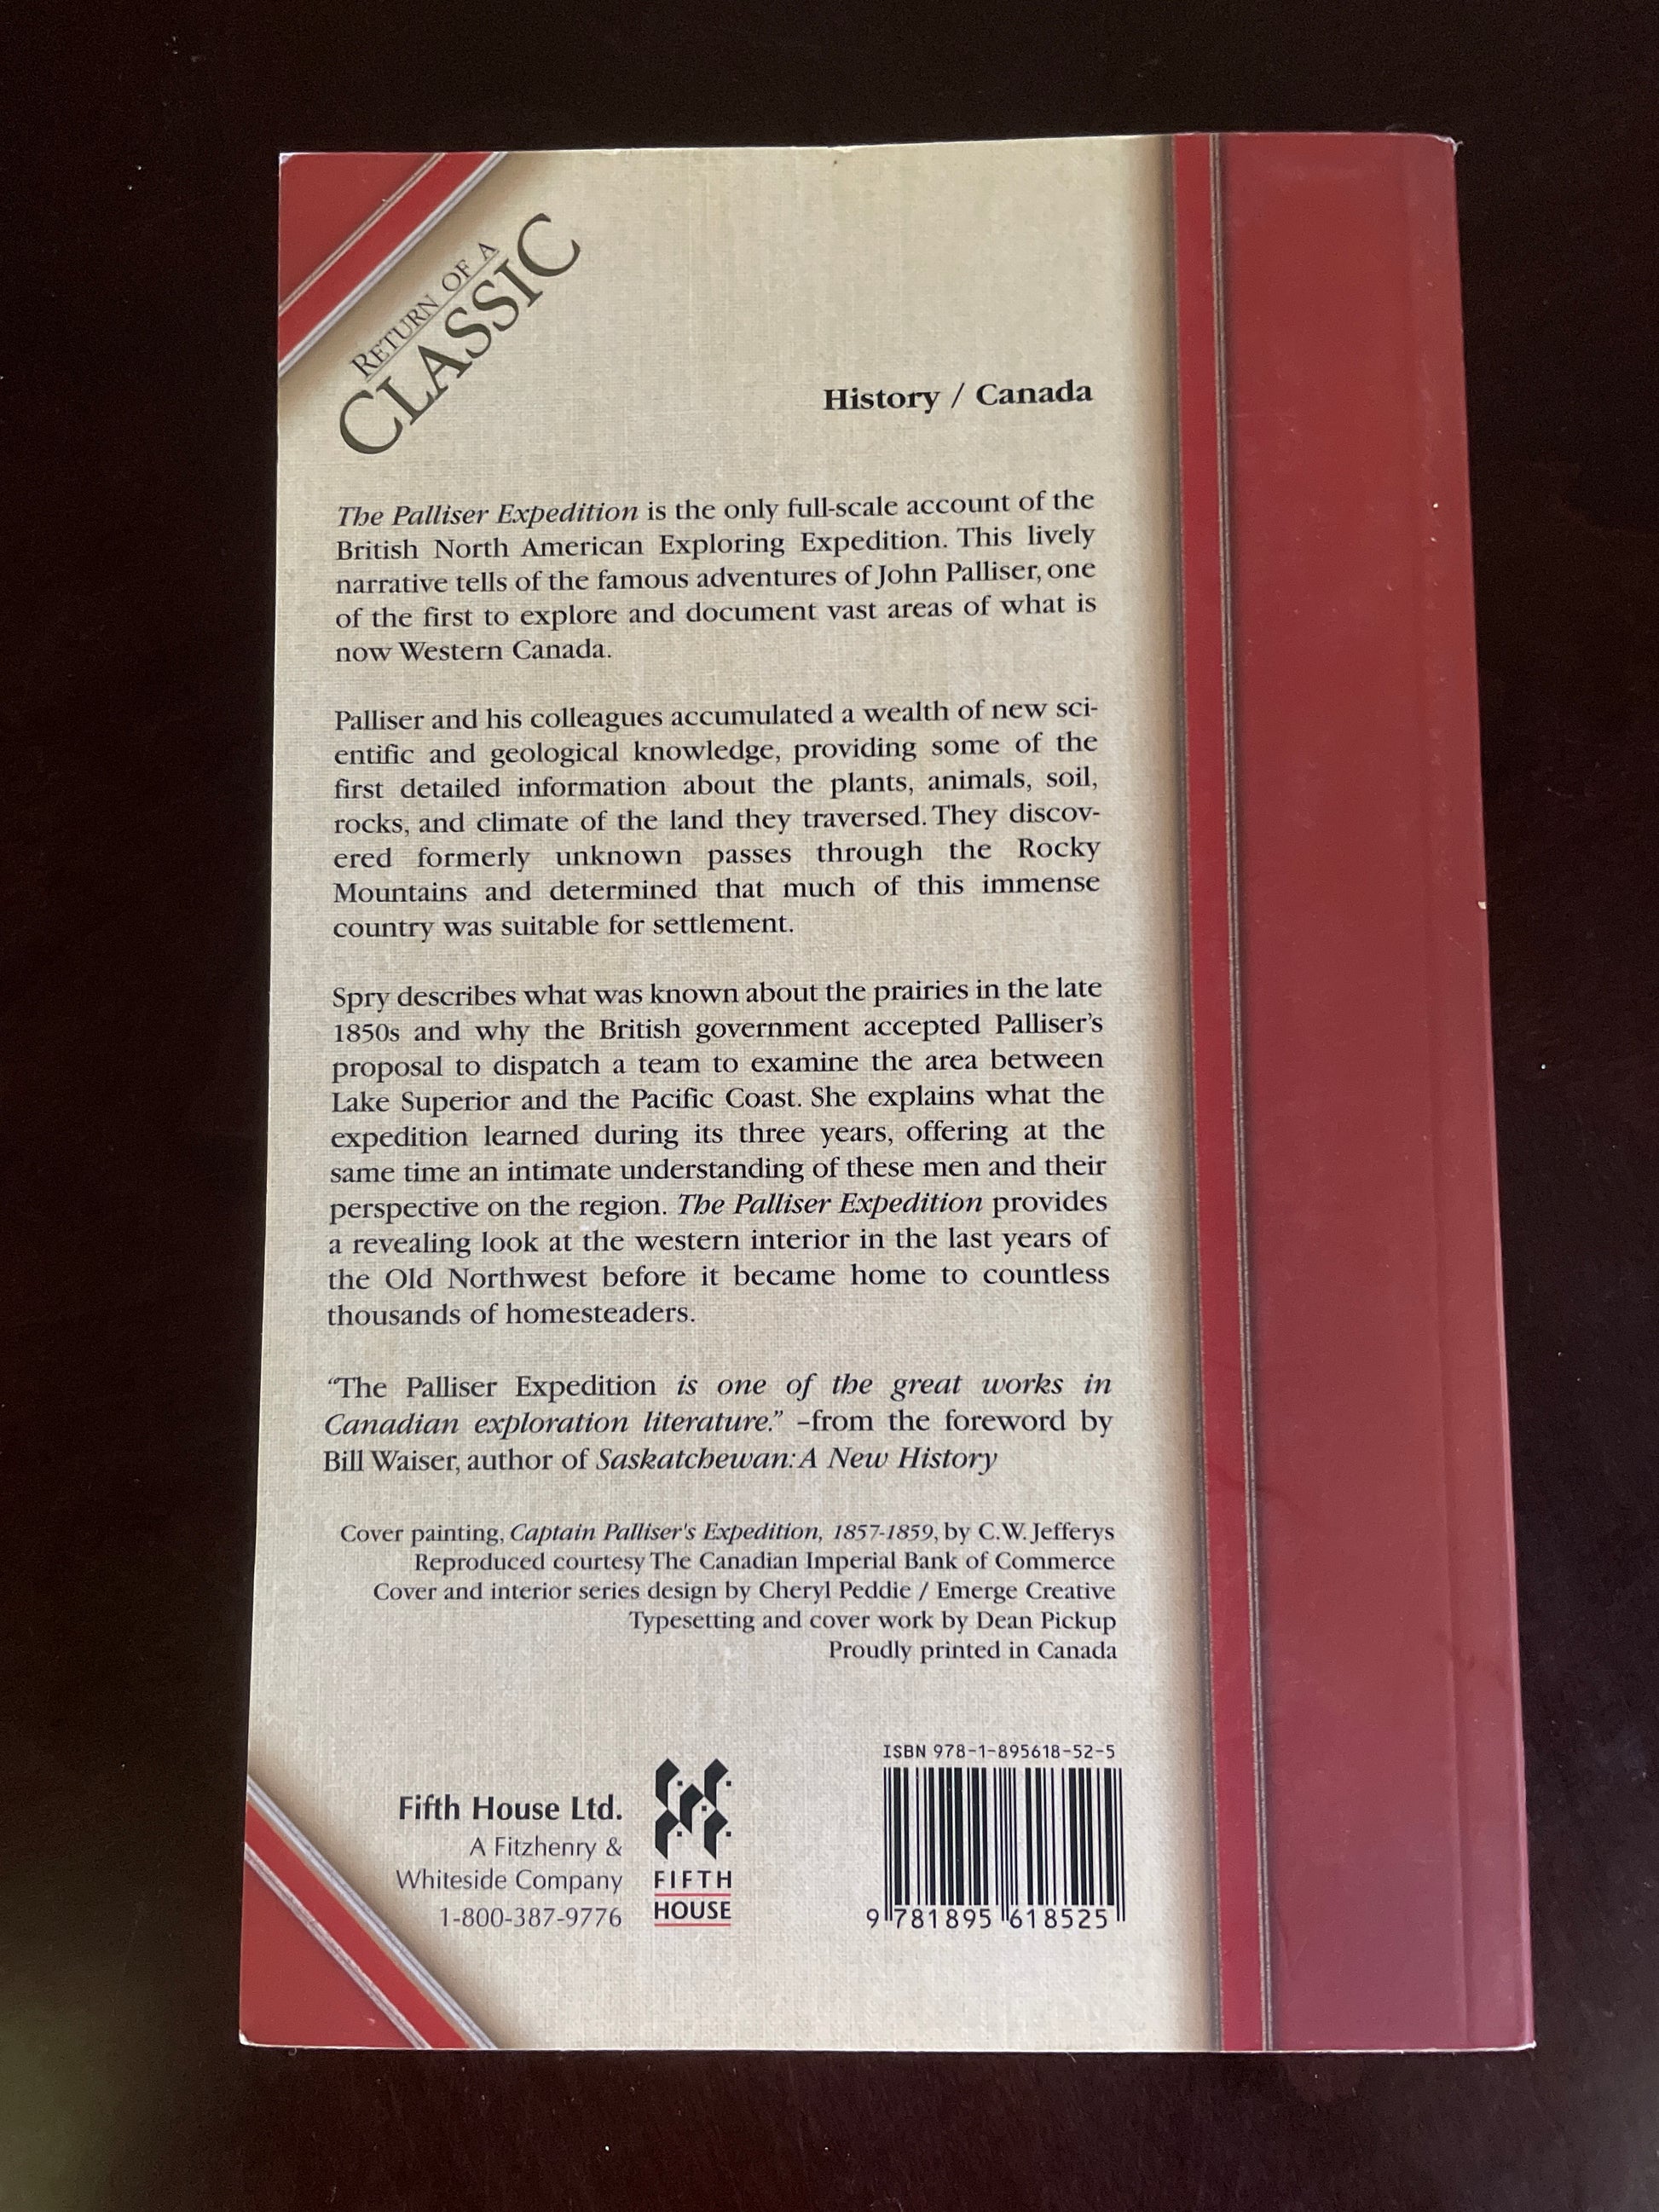 RETURN OF A
CLASSIC
History / Canada
The Palliser Expedition is the only full-scale account of the
British North American Exploring Expedition. This lively
narrative tells of the famous adventures of John Palliser, one
of the first to explore and document vast areas of what is
now Western Canada.
Palliser and his colleagues accumulated a wealth of new sci-
entific and geological knowledge, providing some of the
first detailed information about the plants, animals, soil,
rocks, and climate of the land they traversed. They discov-
ered formerly unknown passes through the Rocky
Mountains and determined that much of this immense
country was suitable for settlement.
Spry describes what was known about the prairies in the late
1850s and why the British government accepted Palliser's
proposal to dispatch a team to examine the area between
Lake Superior and the Pacific Coast. She explains what the
expedition learned during its three years, offering at the
same time an intimate understanding of these men and their
perspective on the region. The Palliser Expedition provides
a revealing look at the western interior in the last years of
the Old Northwest before it became home to countless
thousands of homesteaders.
"The Palliser Expedition is one of the great works in
Canadian exploration literature." –from the foreword by
Bill Waiser, author of Saskatchewan: A New History
Cover painting, Captain Palliser's Expedition, 1857-1859, by C.W. Jefferys
Reproduced courtesy The Canadian Imperial Bank of Commerce
Cover and interior series design by Cheryl Peddie / Emerge Creative
Typesetting and cover work by Dean Pickup
Proudly printed in Canada
Fifth House Ltd.
A Fitzhenry &
Whiteside Company
1-800-387-9776
FIFTH
HOUSE
ISBN 978-1-895618-52-5
9 781895 618525